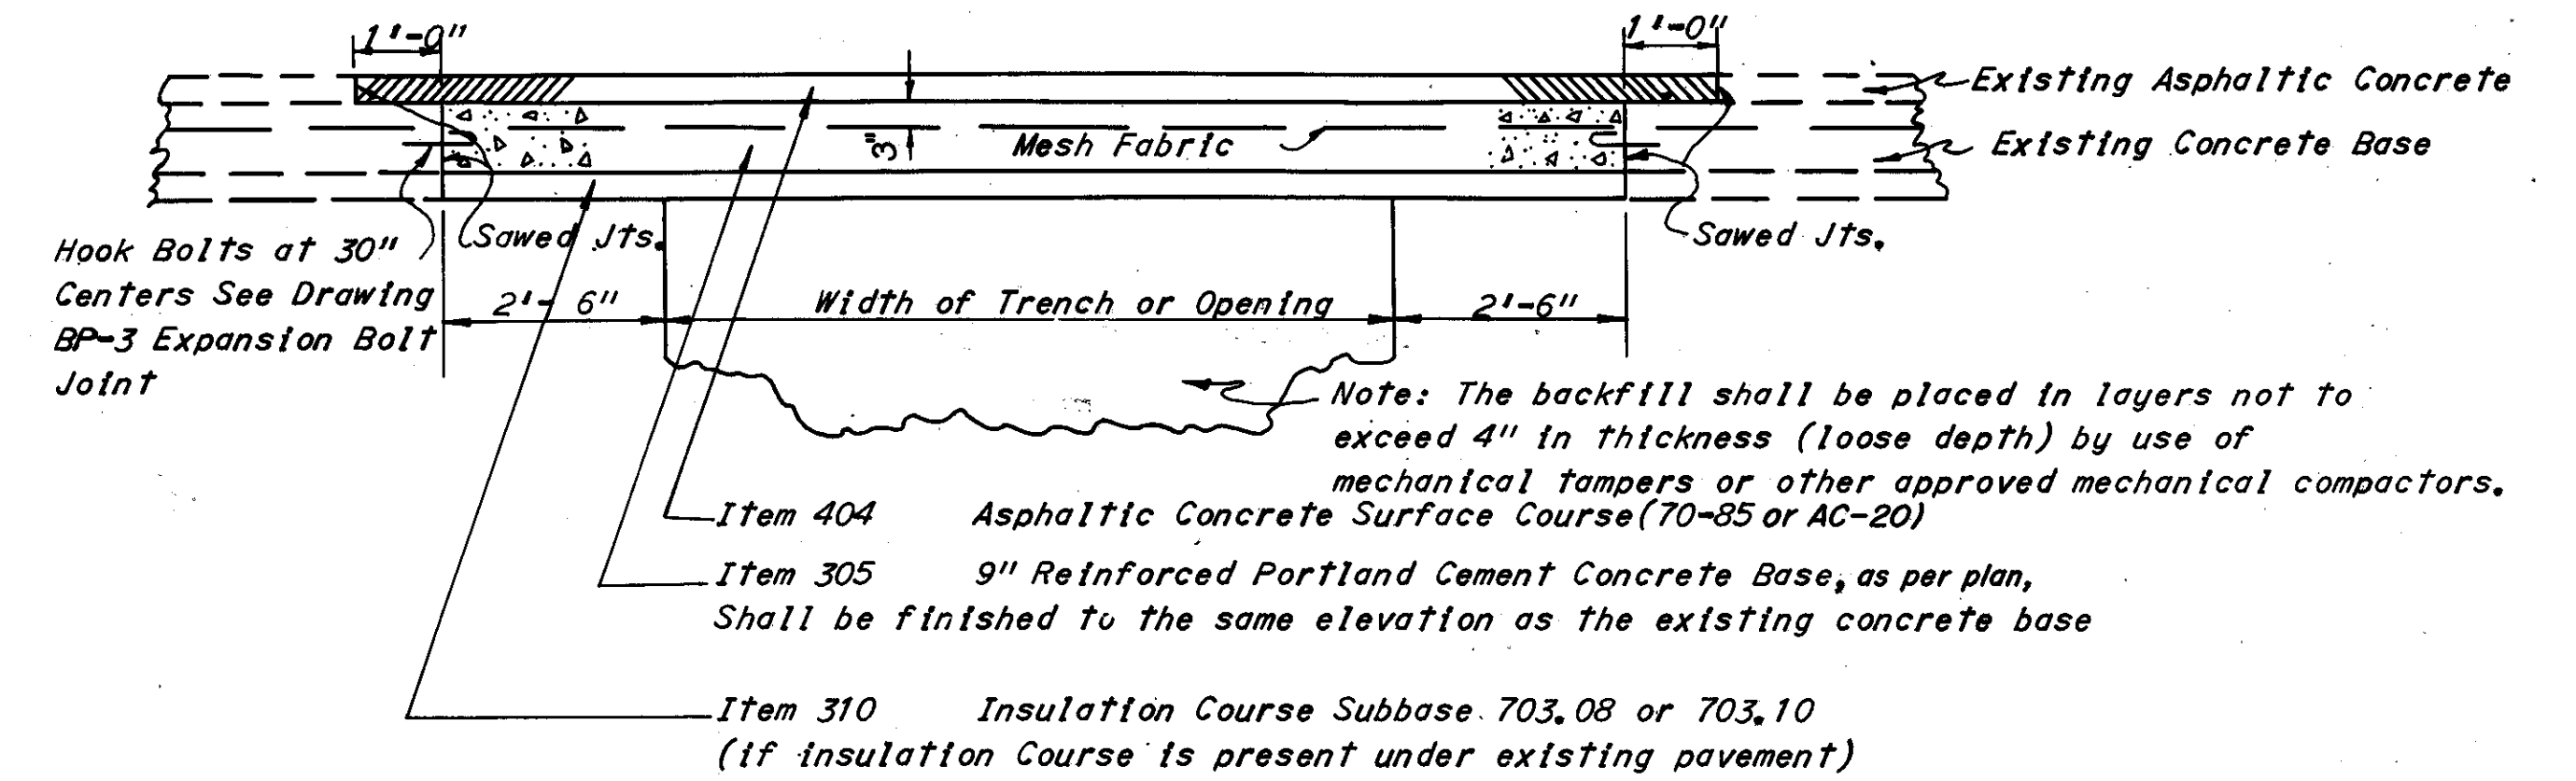 1'-0"
1'-0"
Existing Asphaltic Concrete
3"
Mesh Fabric
Existing Concrete Base
Hook Bolts at 30"
Centers See Drawing
BP-3 Expansion Bolt
Joint
Sawed Jts.
Sawed Jts.
2'-6"
Width of Trench or Opening
2'-6"
Note: The backfill shall be placed in layers not to
exceed 4" in thickness (loose depth) by use of
mechanical tampers or other approved mechanical compactors.
Item 404 Asphaltic Concrete Surface Course (70-85 or AC-20)
Item 305 9" Reinforced Portland Cement Concrete Base, as per plan,
Shall be finished to the same elevation as the existing concrete base
Item 310 Insulation Course Subbase 703.08 or 703.10
(if insulation Course is present under existing pavement)